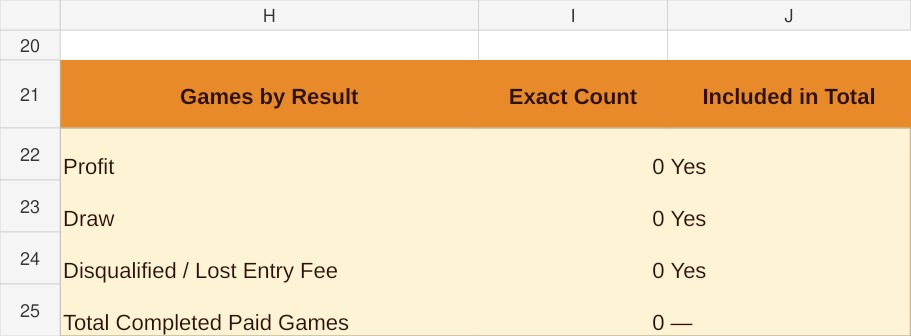 H I J
20
21 Games by Result Exact Count Included in Total
22 Profit 0 Yes
23 Draw 0 Yes
24 Disqualified / Lost Entry Fee 0 Yes
25 Total Completed Paid Games 0 —